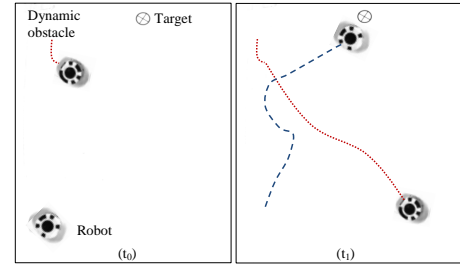 Dynamic
obstacle
Target
Robot
(t₀)
(t₁)